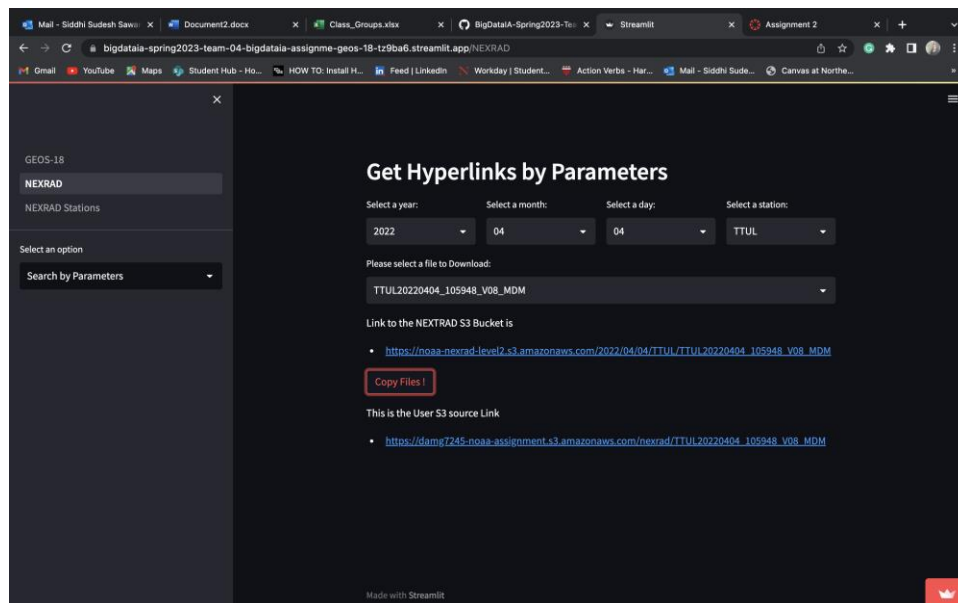 Mail - Siddhi Sudesh Sawa
Document2.docx
Class_Groups.xlsx
BigDataIA-Spring2023-Tea
Streamlit
Assignment 2
bigdataia-spring2023-team-04-bigdataia-assignme-geos-18-tz9ba6.streamlit.app/NEXRAD
Gmail
YouTube
Maps
Student Hub - Ho...
HOW TO: Install H...
Feed | LinkedIn
Workday | Student...
Action Verbs - Har...
Mail - Siddhi Sude...
Canvas at Northe...
GEOS-18
NEXRAD
NEXRAD Stations
Select an option
Search by Parameters
Get Hyperlinks by Parameters
Select a year:
Select a month:
Select a day:
Select a station:
2022
04
04
TTUL
Please select a file to Download:
TTUL20220404_105948_V08_MDM
Link to the NEXTRAD S3 Bucket is
https://noaa-nexrad-level2.s3.amazonaws.com/2022/04/04/TTUL/TTUL20220404_105948_V08_MDM
Copy Files !
This is the User S3 source Link
https://damg7245-noaa-assignment.s3.amazonaws.com/nexrad/TTUL20220404_105948_V08_MDM
Made with Streamlit